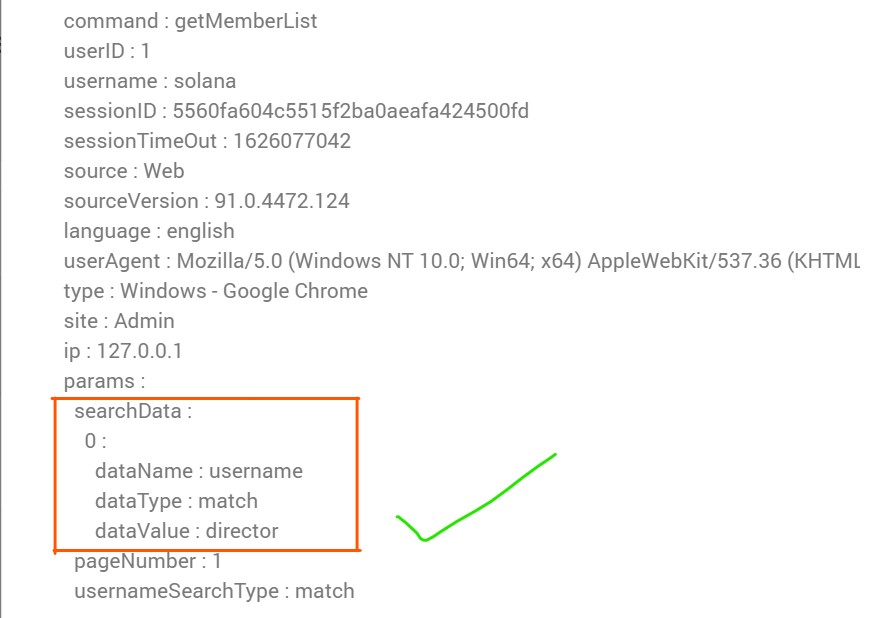 command : getMemberList
userID : 1
username : solana
sessionID : 5560fa604c5515f2ba0aeafa424500fd
sessionTimeOut : 1626077042
source : Web
sourceVersion : 91.0.4472.124
language : english
userAgent : Mozilla/5.0 (Windows NT 10.0; Win64; x64) AppleWebKit/537.36 (KHTML
type : Windows - Google Chrome
site : Admin
ip : 127.0.0.1
params :
searchData :
0 :
dataName : username
dataType : match
dataValue : director
pageNumber : 1
usernameSearchType : match